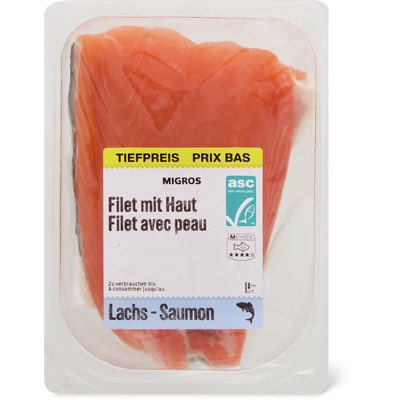 TIEFPREIS PRIX BAS
MIGROS
asc
Filet mit Haut
Filet avec peau
Zu verbrauchen bis
A consommer jusqu'au
Lachs - Saumon